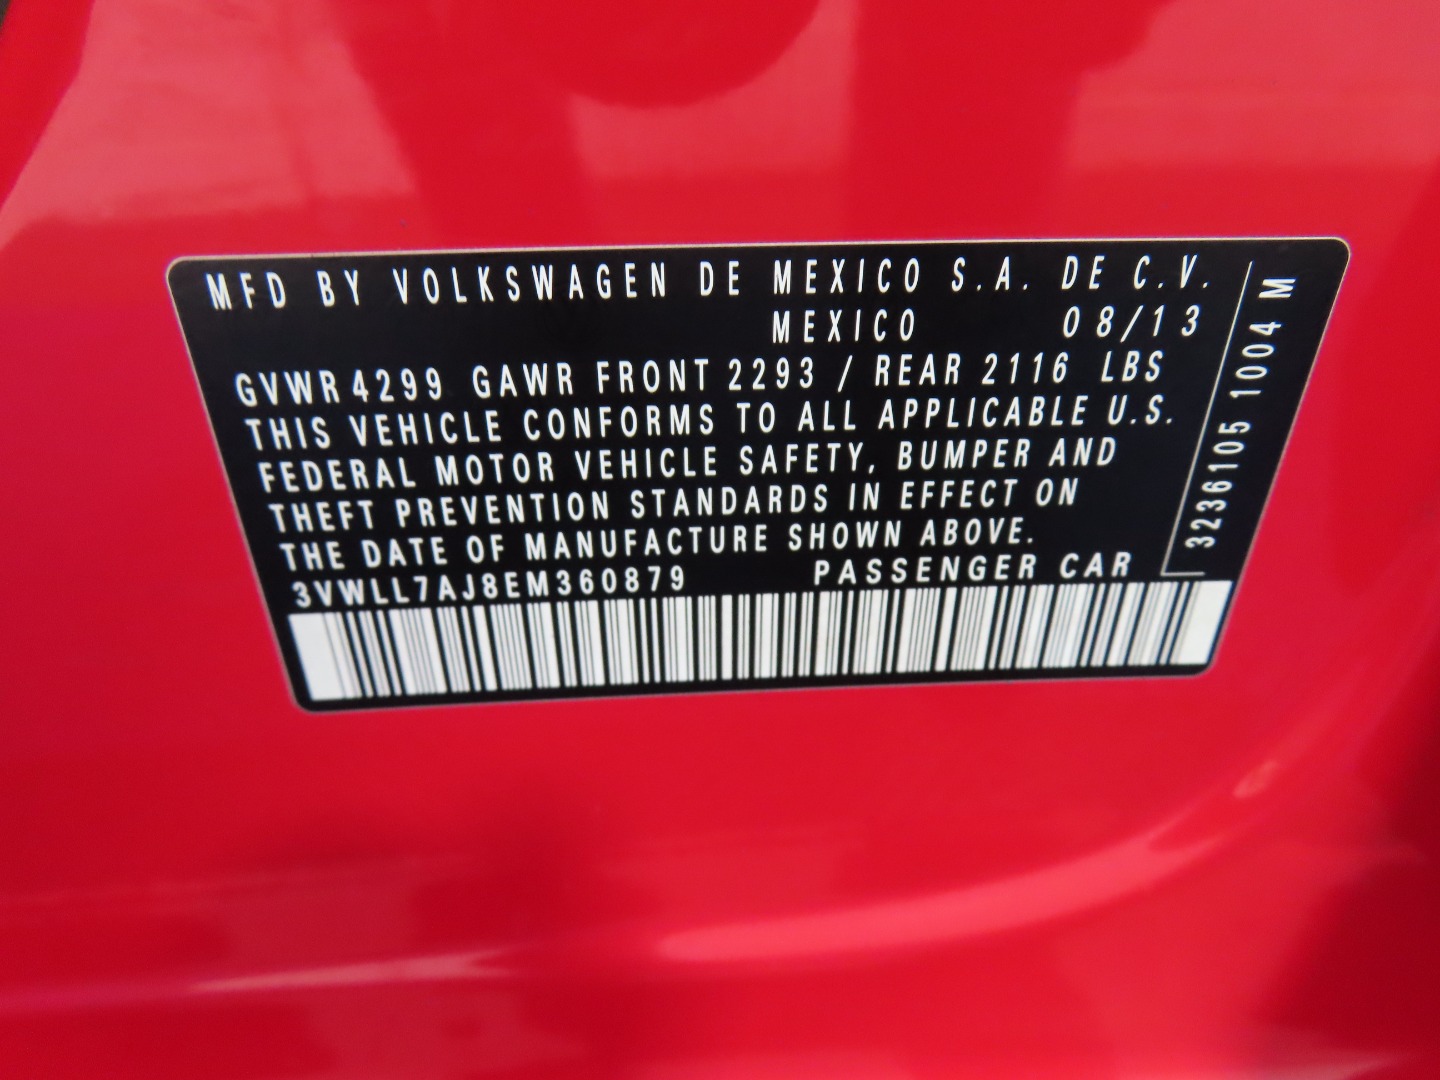 MFD BY VOLKSWAGEN DE MEXICO S.A. DE C.V.
MEXICO 08/13
GVWR 4299 GAWR FRONT 2293 / REAR 2116 LBS
THIS VEHICLE CONFORMS TO ALL APPLICABLE U.S.
FEDERAL MOTOR VEHICLE SAFETY, BUMPER AND
THEFT PREVENTION STANDARDS IN EFFECT ON
THE DATE OF MANUFACTURE SHOWN ABOVE.
3VWLL7AJ8EM360879 PASSENGER CAR
3236105 1004 M